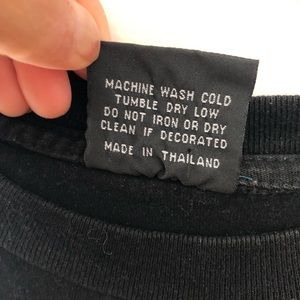 MACHINE WASH COLD
TUMBLE DRY LOW
DO NOT IRON OR DRY
CLEAN IF DECORATED
MADE IN THAILAND